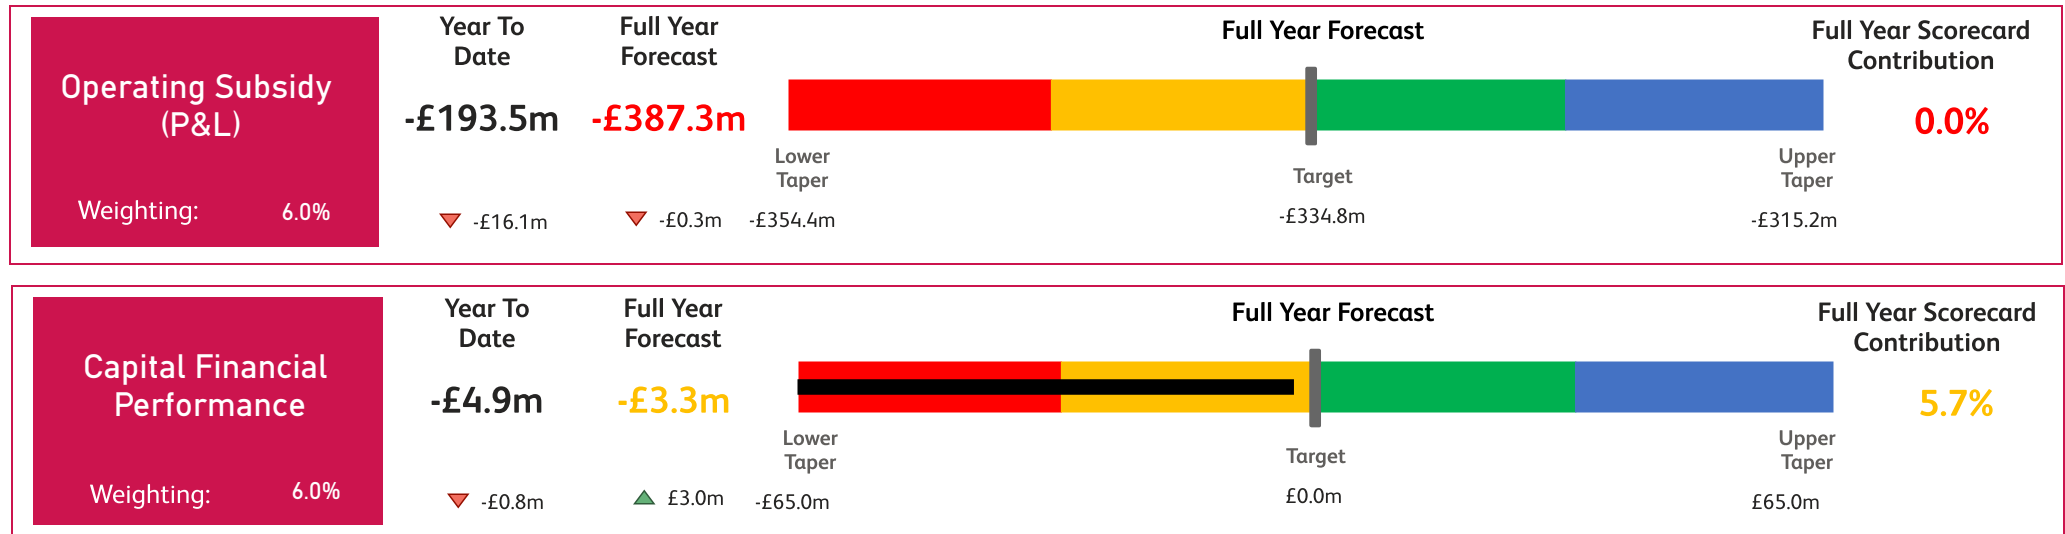 Operating Subsidy
(P&L)
Weighting: 6.0%
Year To
Date
-£193.5m
-£16.1m
Full Year
Forecast
-£387.3m
-£0.3m
Full Year Forecast
Lower
Taper
-£354.4m
Target
-£334.8m
Upper
Taper
-£315.2m
Full Year Scorecard
Contribution
0.0%
Capital Financial
Performance
Weighting: 6.0%
Year To
Date
-£4.9m
-£0.8m
Full Year
Forecast
-£3.3m
£3.0m
Full Year Forecast
Lower
Taper
-£65.0m
Target
£0.0m
Upper
Taper
£65.0m
Full Year Scorecard
Contribution
5.7%